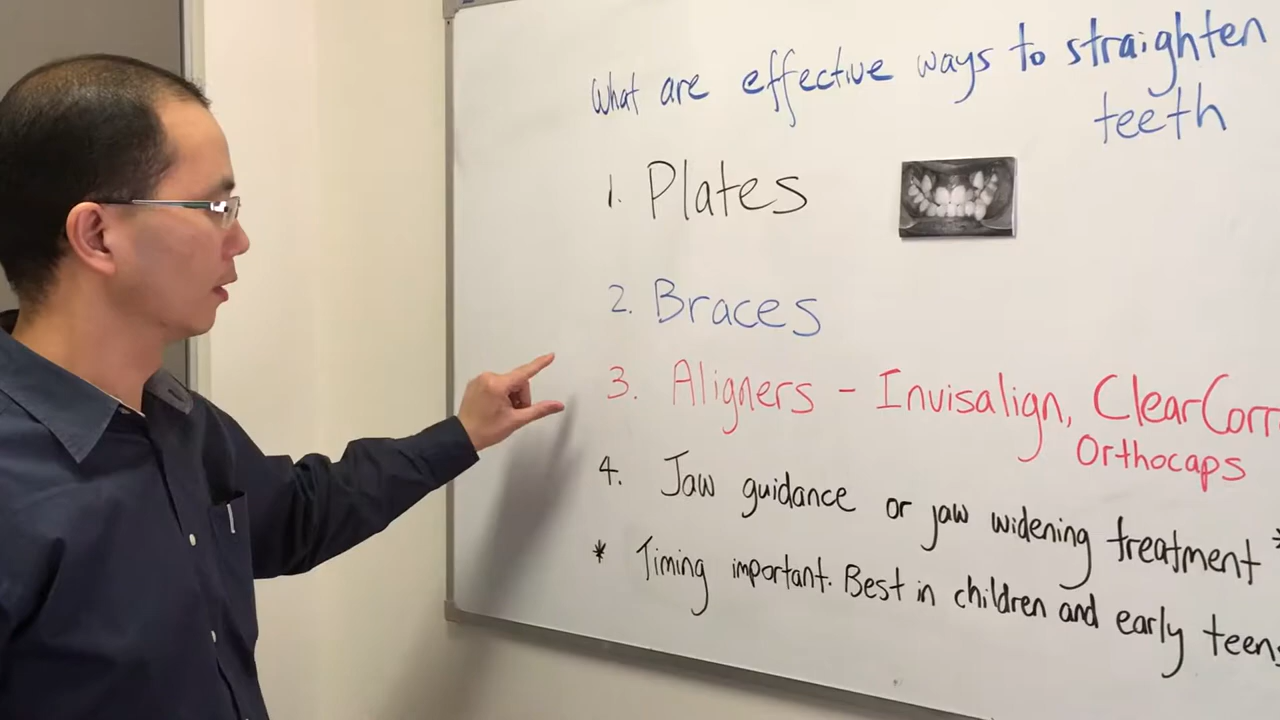 What are effective ways to straighten
teeth
1. Plates
2. Braces
3. Aligners - Invisalign, ClearCorr
Orthocaps
4. Jaw guidance or jaw widening treatment *
* Timing important. Best in children and early teens